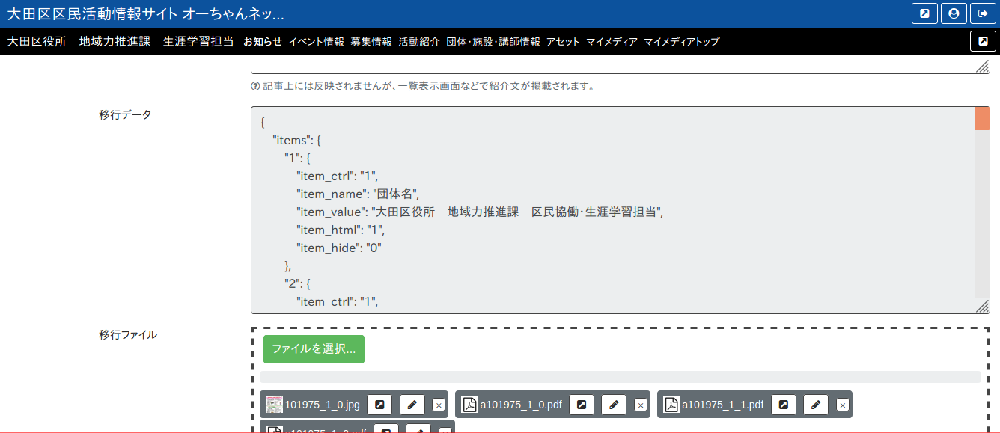 大田区区民活動情報サイト オーちゃんネッ...
大田区役所　地域力推進課　生涯学習担当 お知らせ イベント情報 募集情報 活動紹介 団体・施設・講師情報 アセット マイメディア マイメディアトップ
記事上には反映されませんが、一覧表示画面などで紹介文が掲載されます。
移行データ
{
"items": {
"1": {
"item_ctrl": "1",
"item_name": "団体名",
"item_value": "大田区役所　地域力推進課　区民協働・生涯学習担当",
"item_html": "1",
"item_hide": "0"
},
"2": {
"item_ctrl": "1",
移行ファイル
ファイルを選択...
101975_1_0.jpg
a101975_1_0.pdf
a101975_1_1.pdf